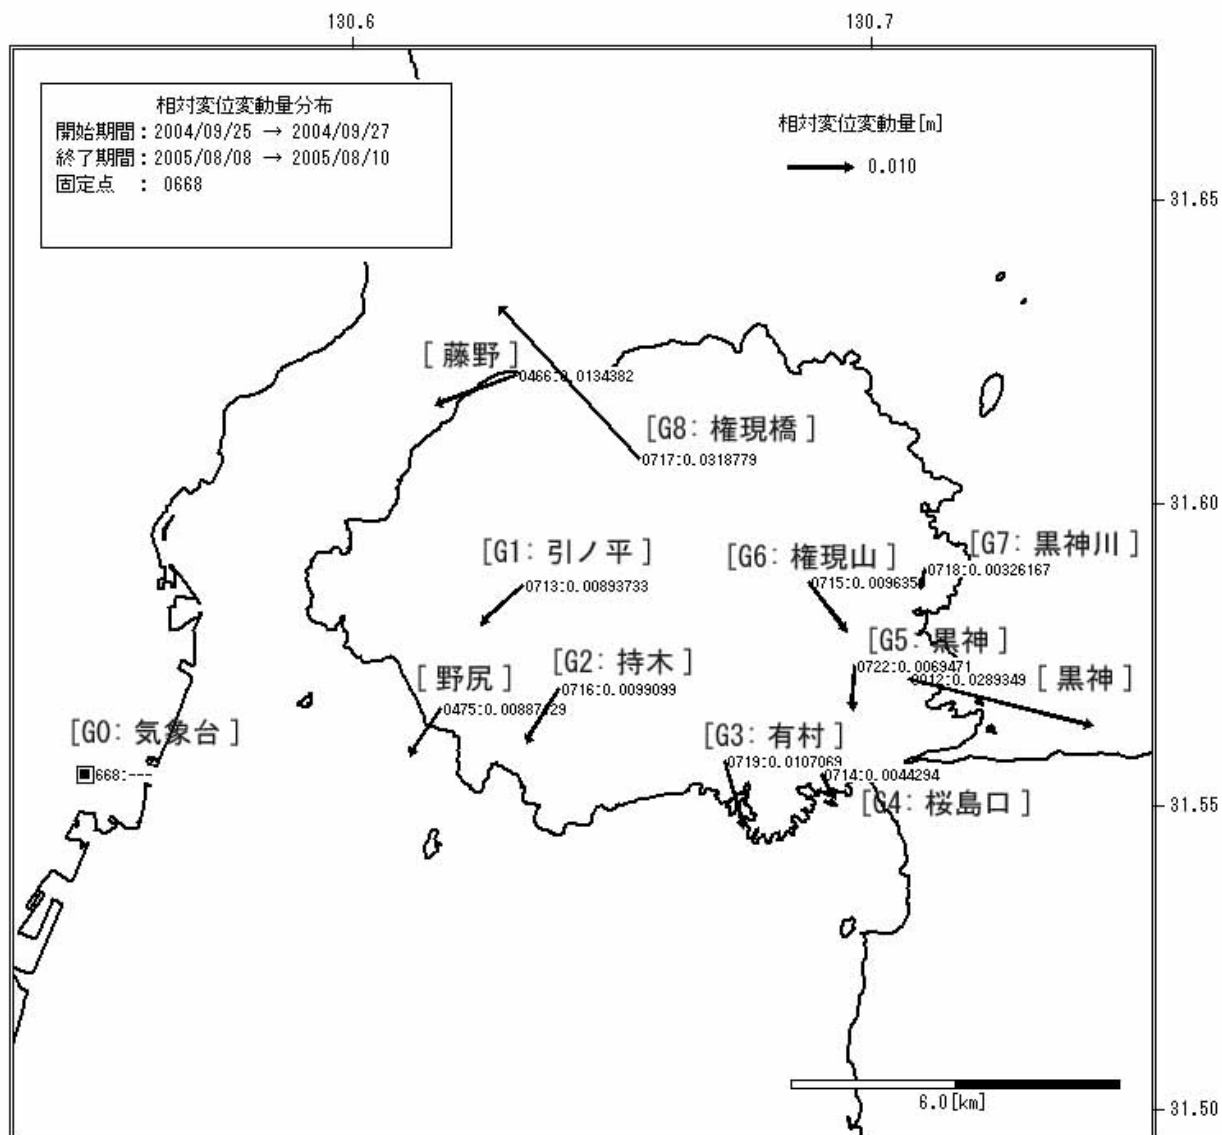 130.6
130.7
相対変位変動量分布
開始期間：2004/09/25 → 2004/09/27
終了期間：2005/08/08 → 2005/08/10
固定点 ： 0668
相対変位変動量[m]
0.010
31.65
[ 藤野 ]
0466:0.0134382
[G8: 権現橋 ]
0717:0.0318779
31.60
[G1: 引ノ平 ]
0713:0.00893733
[G6: 権現山 ]
0715:0.009635
[G7: 黒神川 ]
0718:0.00326167
[G5: 黒神 ]
0722:0.0069471
0012:0.0289349
[ 黒神 ]
[G2: 持木 ]
0716:0.0099099
[ 野尻 ]
0475:0.00887429
[G0: 気象台 ]
668:---
[G3: 有村 ]
0719:0.0107069
0714:0.0044294
[G4: 桜島口 ]
31.55
6.0[km]
31.50